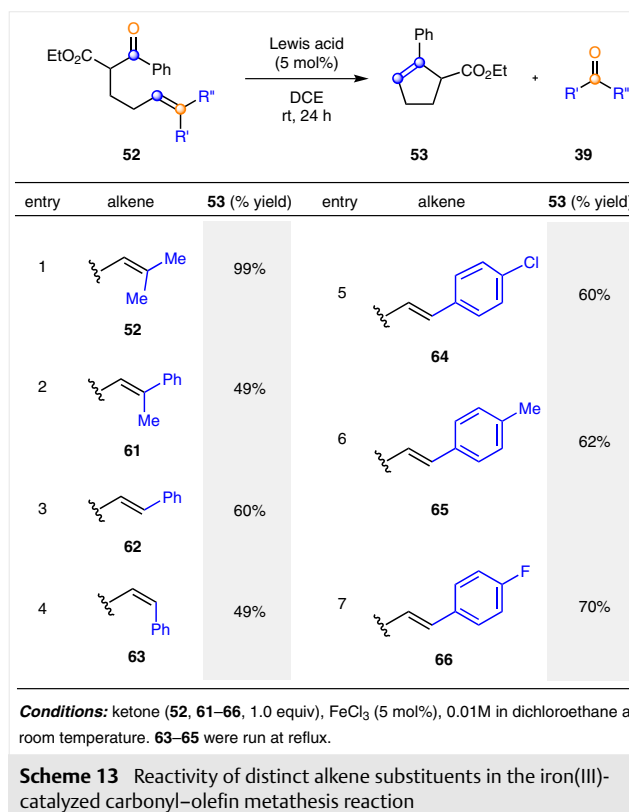 EtO₂C
O
Ph
R"
R'
52
Lewis acid
(5 mol%)
DCE
rt, 24 h
Ph
CO₂Et
53
+
O
R' R"
39
entry alkene 53 (% yield) entry alkene 53 (% yield)
1 Me Me 52 99%
2 Ph Me 61 49%
3 Ph 62 60%
4 Ph 63 49%
5 Cl 64 60%
6 Me 65 62%
7 F 66 70%
Conditions: ketone (52, 61–66, 1.0 equiv), FeCl₃ (5 mol%), 0.01M in dichloroethane a
room temperature. 63–65 were run at reflux.
Scheme 13 Reactivity of distinct alkene substituents in the iron(III)-
catalyzed carbonyl–olefin metathesis reaction